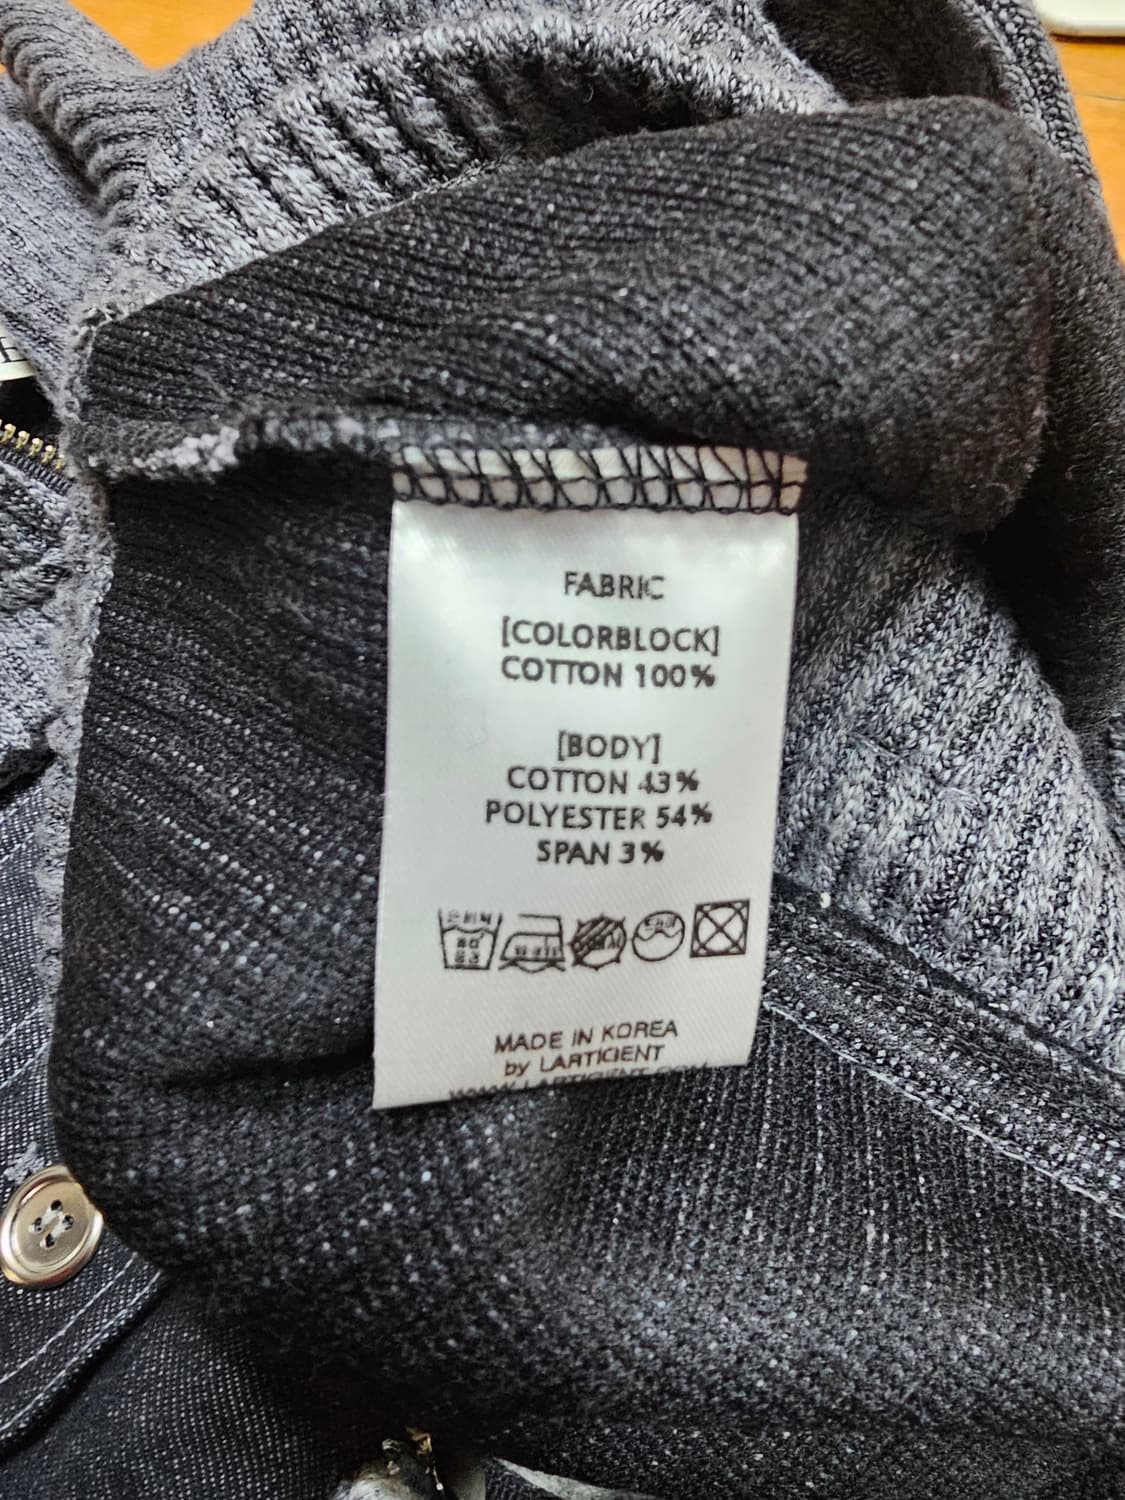 FABRIC
[COLORBLOCK]
COTTON 100%
[BODY]
COTTON 43%
POLYESTER 54%
SPAN 3%
MADE IN KOREA
by LARTICIENT